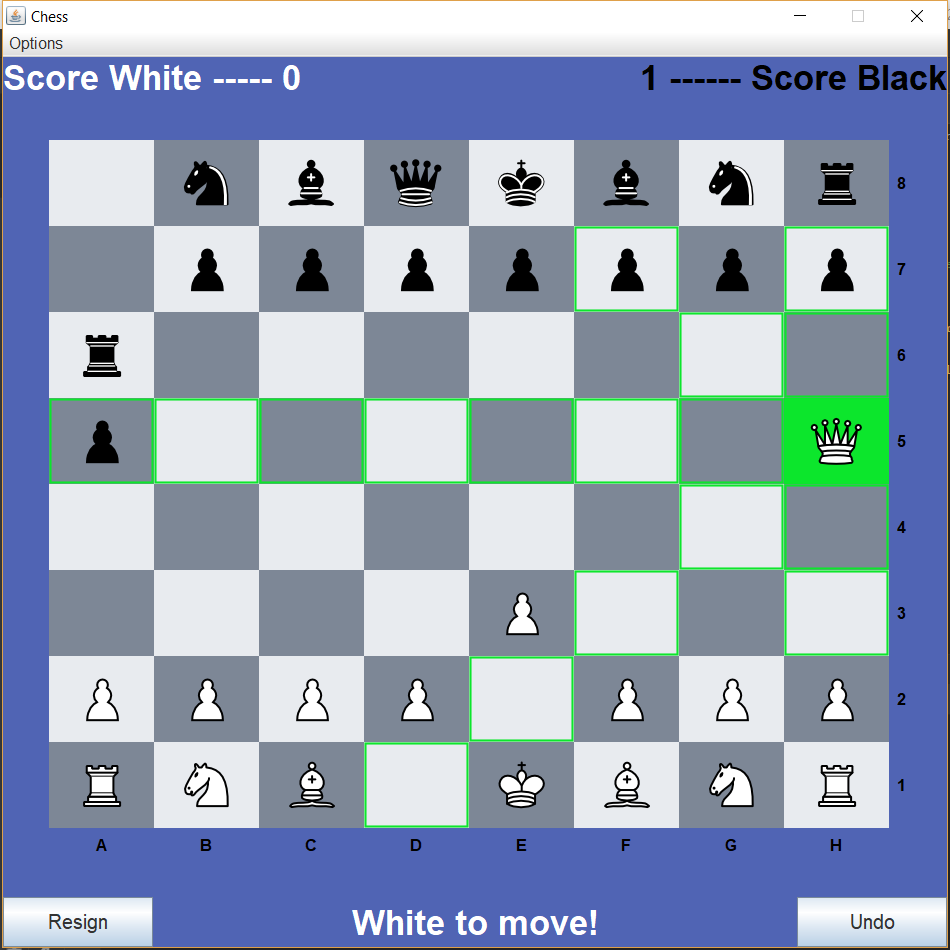 Chess
Options
Score White ----- 0
1 ------ Score Black
8
7
6
5
4
3
2
1
A B C D E F G H
Resign
White to move!
Undo